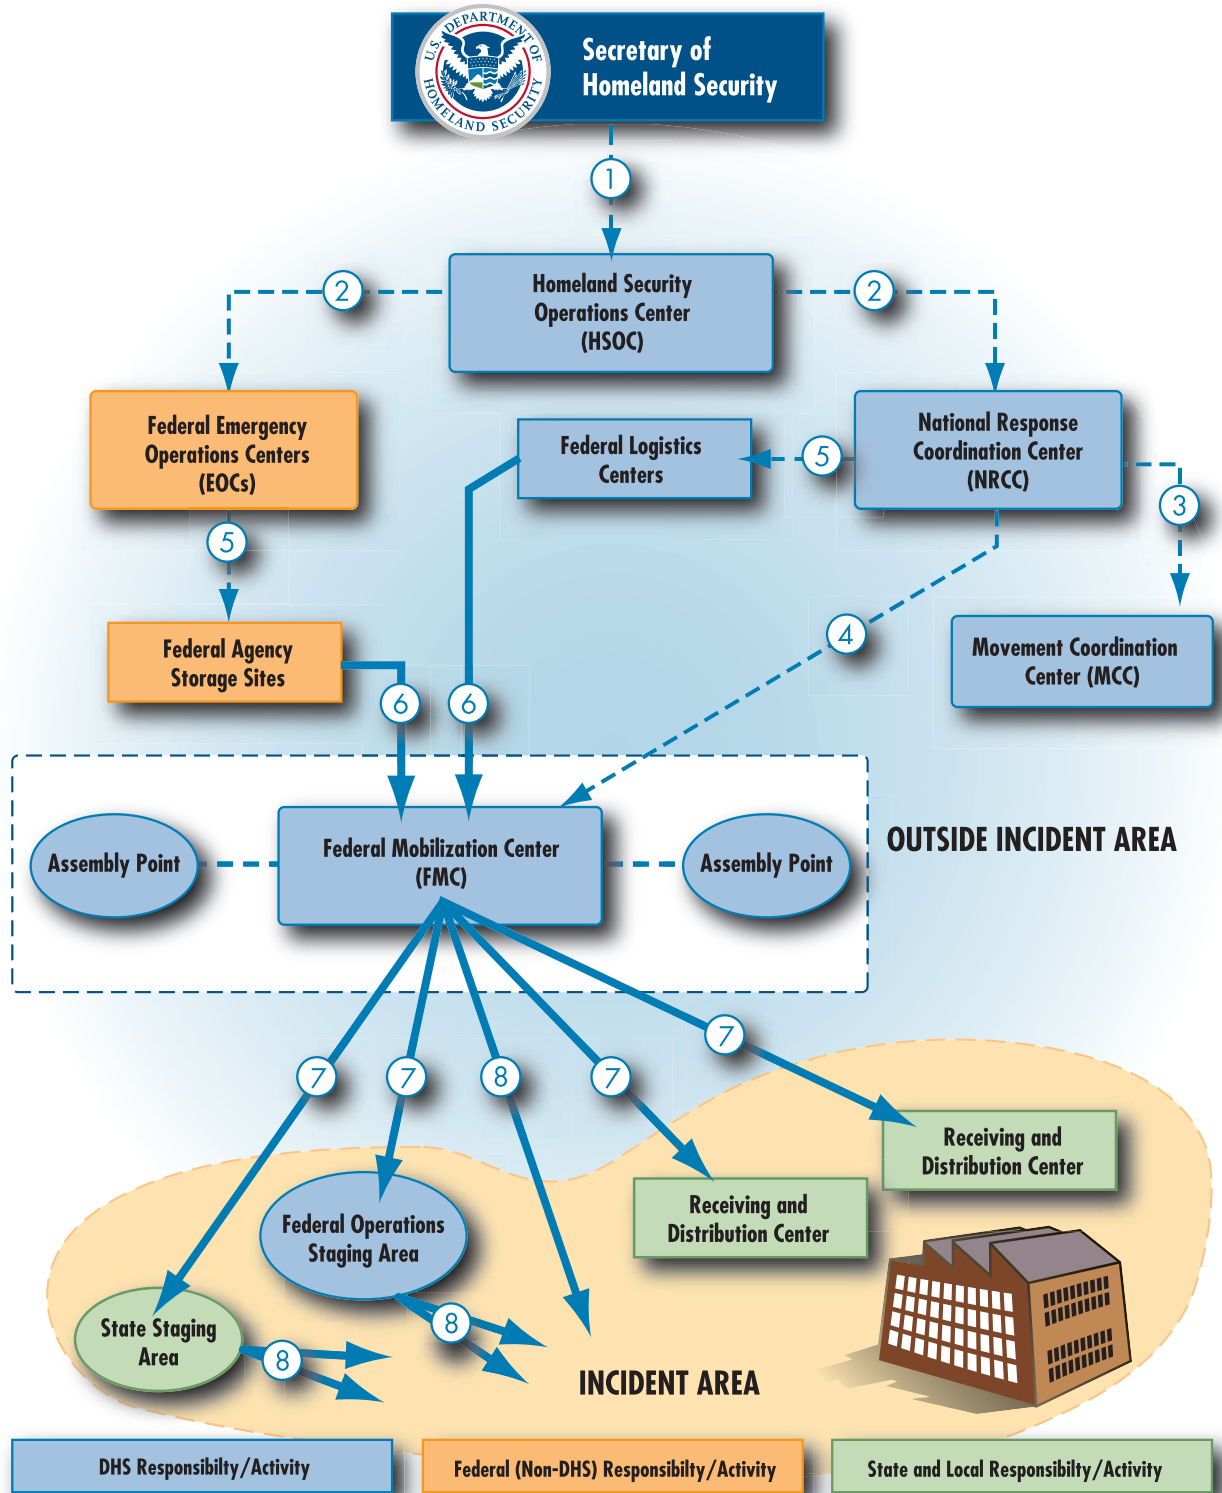 U.S. DEPARTMENT OF
HOMELAND SECURITY
Secretary of
Homeland Security
1
Homeland Security
Operations Center
(HSOC)
2
2
Federal Emergency
Operations Centers
(EOCs)
Federal Logistics
Centers
5
National Response
Coordination Center
(NRCC)
3
5
Federal Agency
Storage Sites
4
Movement Coordination
Center (MCC)
6
6
Assembly Point
Federal Mobilization Center
(FMC)
Assembly Point
OUTSIDE INCIDENT AREA
7
7
8
7
7
Receiving and
Distribution Center
Receiving and
Distribution Center
Federal Operations
Staging Area
State Staging
Area
8
8
INCIDENT AREA
DHS Responsibilty/Activity
Federal (Non-DHS) Responsibilty/Activity
State and Local Responsibilty/Activity